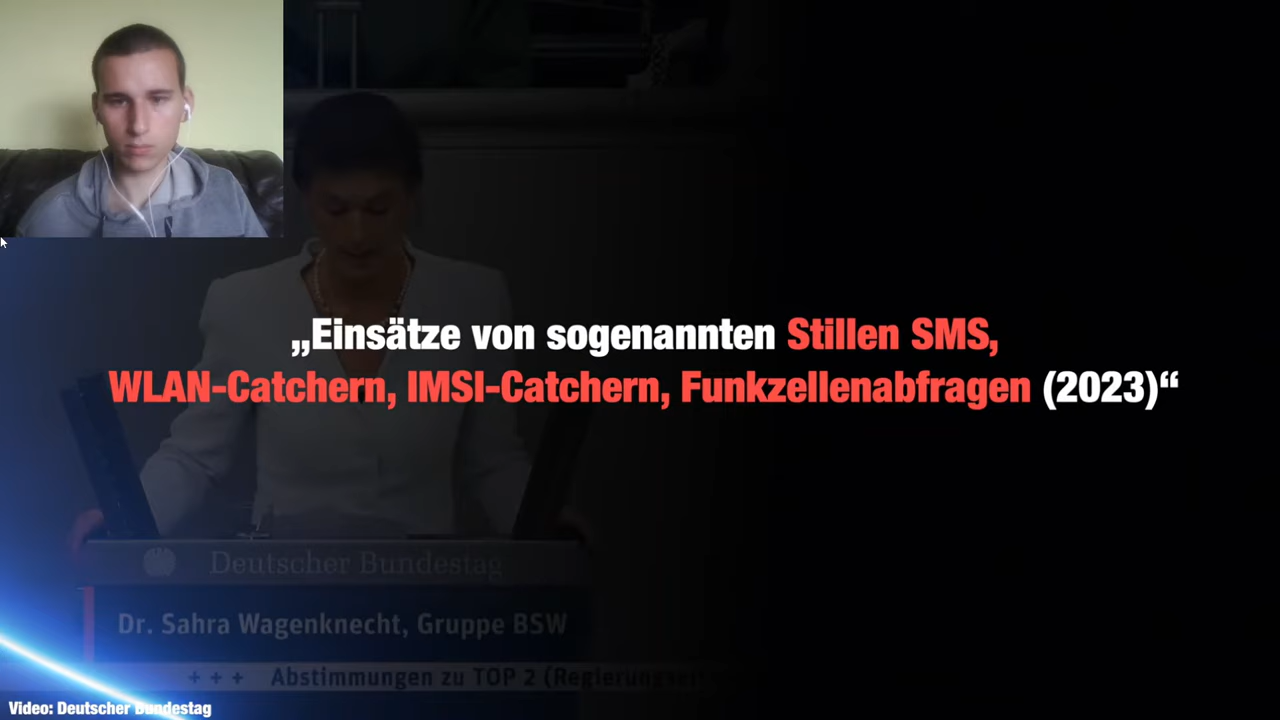 „Einsätze von sogenannten Stillen SMS,
WLAN-Catchern, IMSI-Catchern, Funkzellenabfragen (2023)“
Deutscher Bundestag
Dr. Sahra Wagenknecht, Gruppe BSW
+ + + Abstimmungen zu TOP 2
Video: Deutscher Bundestag